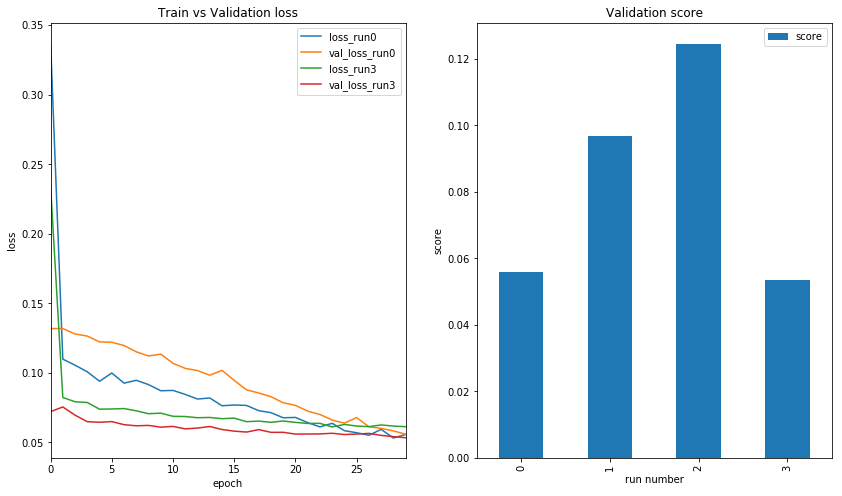 Train vs Validation loss
loss
0.35
0.30
0.25
0.20
0.15
0.10
0.05
loss_run0
val_loss_run0
loss_run3
val_loss_run3
0 5 10 15 20 25
epoch
Validation score
score
0.12
0.10
0.08
0.06
0.04
0.02
0.00
score
0 1 2 3
run number